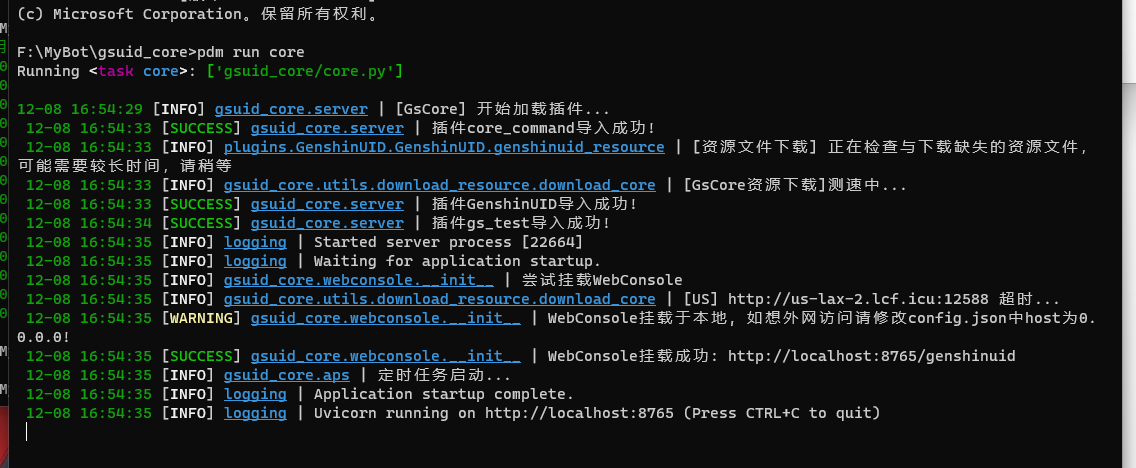 (c) Microsoft Corporation。保留所有权利。
F:\MyBot\gsuid_core>pdm run core
Running <task core>: ['gsuid_core/core.py']
12-08 16:54:29 [INFO] gsuid_core.server | [GsCore] 开始加载插件...
12-08 16:54:33 [SUCCESS] gsuid_core.server | 插件core_command导入成功!
12-08 16:54:33 [INFO] plugins.GenshinUID.GenshinUID.genshinuid_resource | [资源文件下载] 正在检查与下载缺失的资源文件,
可能需要较长时间, 请稍等
12-08 16:54:33 [INFO] gsuid_core.utils.download_resource.download_core | [GsCore资源下载]测速中...
12-08 16:54:33 [SUCCESS] gsuid_core.server | 插件GenshinUID导入成功!
12-08 16:54:34 [SUCCESS] gsuid_core.server | 插件gs_test导入成功!
12-08 16:54:35 [INFO] logging | Started server process [22664]
12-08 16:54:35 [INFO] logging | Waiting for application startup.
12-08 16:54:35 [INFO] gsuid_core.webconsole.__init__ | 尝试挂载WebConsole
12-08 16:54:35 [INFO] gsuid_core.utils.download_resource.download_core | [US] http://us-lax-2.lcf.icu:12588 超时...
12-08 16:54:35 [WARNING] gsuid_core.webconsole.__init__ | WebConsole挂载于本地, 如想外网访问请修改config.json中host为0.
0.0.0!
12-08 16:54:35 [SUCCESS] gsuid_core.webconsole.__init__ | WebConsole挂载成功: http://localhost:8765/genshinuid
12-08 16:54:35 [INFO] gsuid_core.aps | 定时任务启动...
12-08 16:54:35 [INFO] logging | Application startup complete.
12-08 16:54:35 [INFO] logging | Uvicorn running on http://localhost:8765 (Press CTRL+C to quit)